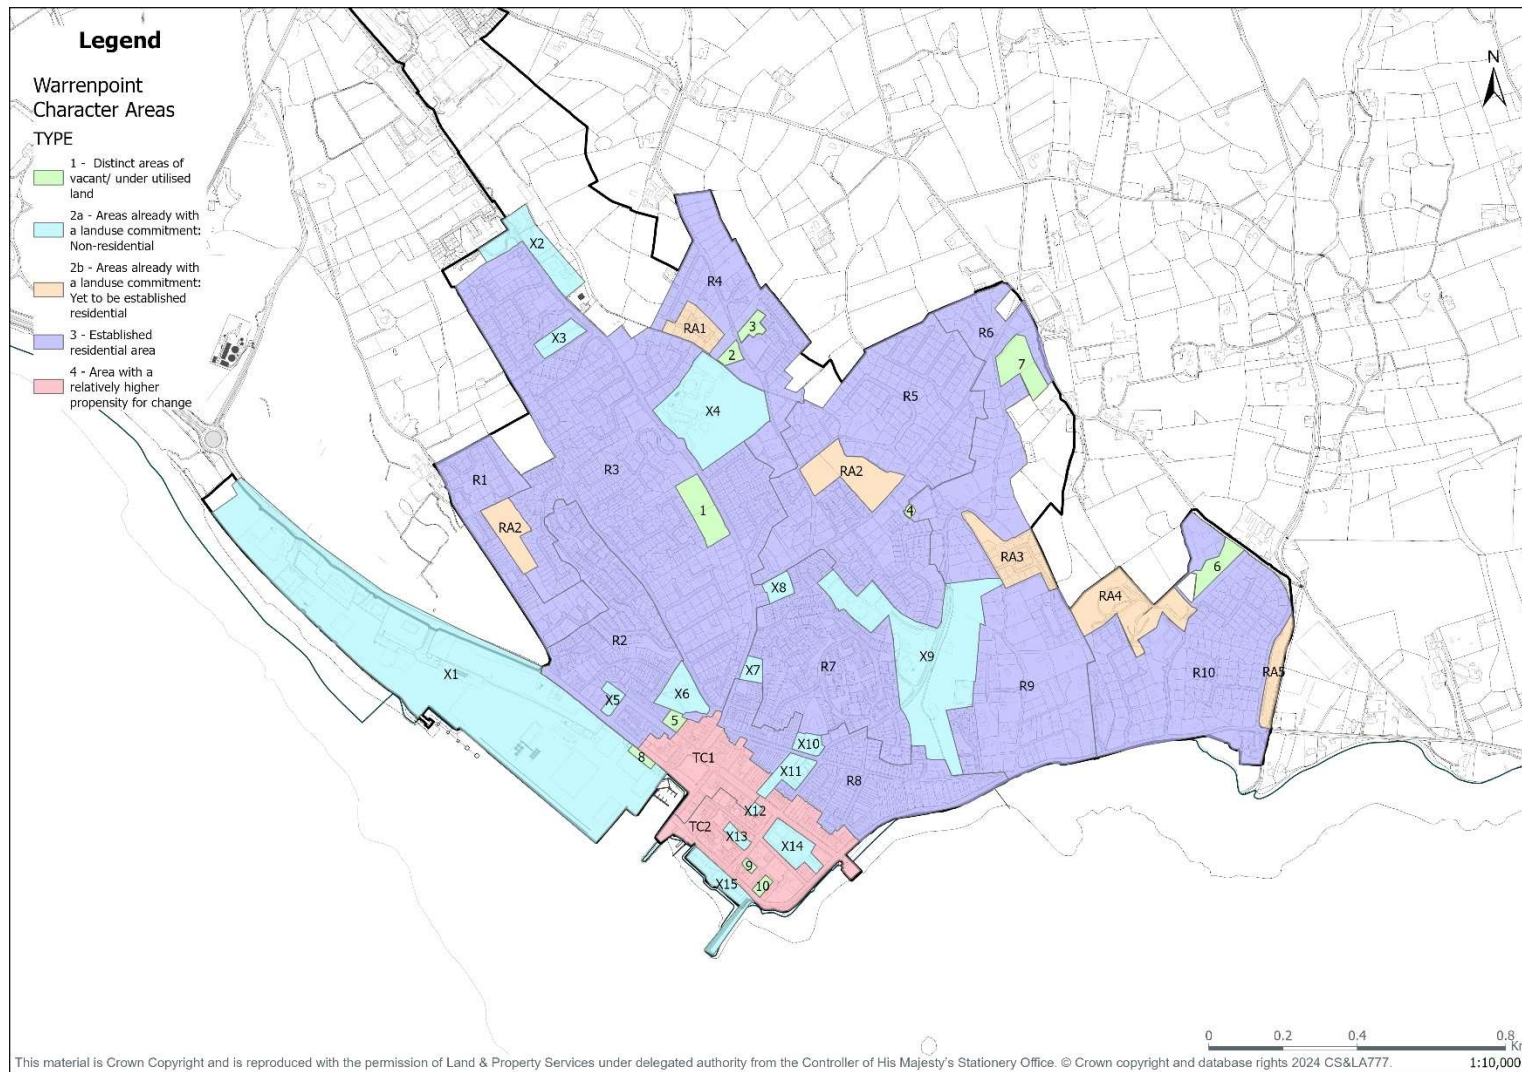 Legend
Warrenpoint
Character Areas
TYPE
1 - Distinct areas of
vacant/ under utilised
land
2a - Areas already with
a landuse commitment:
Non-residential
2b - Areas already with
a landuse commitment:
Yet to be established
residential
3 - Established
residential area
4 - Area with a
relatively higher
propensity for change
N
X2
R4
X3
RA1
3
2
R6
7
X4
R5
R3
R1
RA2
RA2
1
4
RA3
6
X8
RA4
R2
X9
X1
X7
R7
X6
R9
R10
RA5
X5
5
X10
8
TC1
X11
R8
X12
TC2
X13
X14
9
10
X15
0 0.2 0.4 0.8
Km
This material is Crown Copyright and is reproduced with the permission of Land & Property Services under delegated authority from the Controller of His Majesty's Stationery Office. © Crown copyright and database rights 2024 CS&LA777.
1:10,000